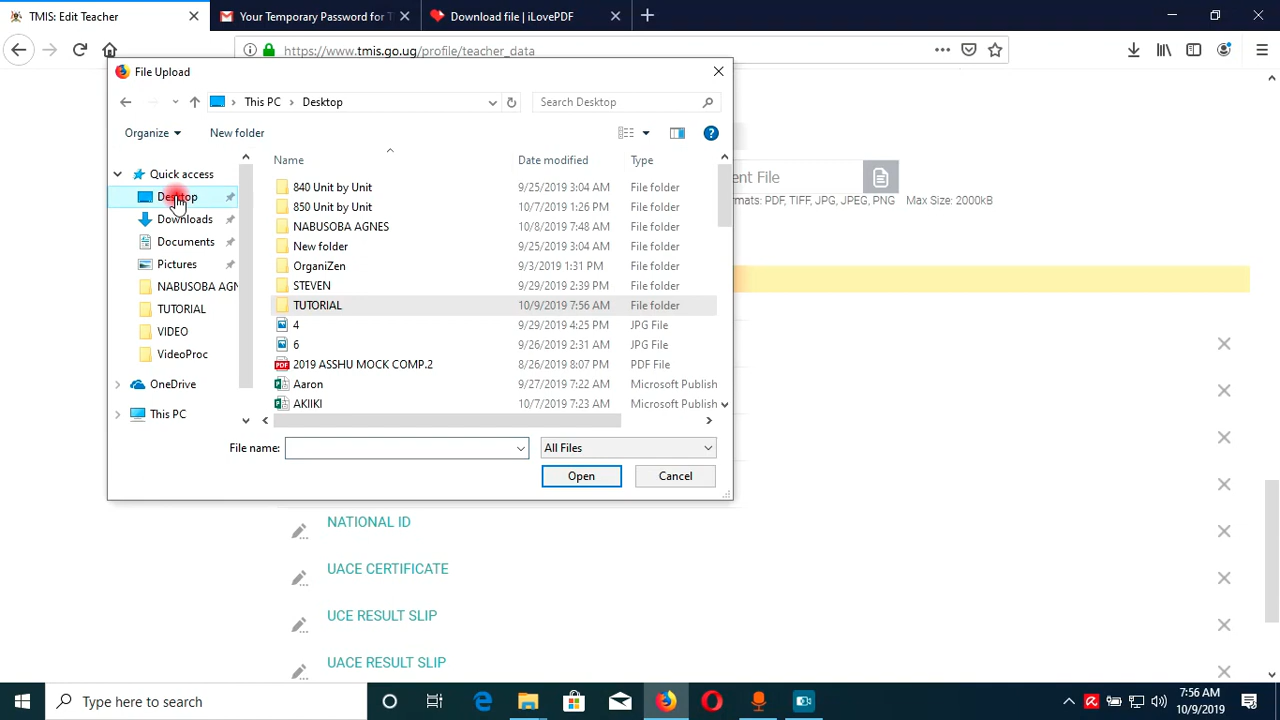 TMIS: Edit Teacher
Your Temporary Password for T
Download file | iLovePDF
https://www.tmis.go.ug/profile/teacher_data
File Upload
This PC > Desktop
Search Desktop
Organize
New folder
Quick access
Desktop
Downloads
Documents
Pictures
NABUSOBA AGN
TUTORIAL
VIDEO
VideoProc
OneDrive
This PC
Name Date modified Type
840 Unit by Unit 9/25/2019 3:04 AM File folder
850 Unit by Unit 10/7/2019 1:26 PM File folder
NABUSOBA AGNES 10/8/2019 7:48 AM File folder
New folder 9/25/2019 3:04 AM File folder
OrganiZen 9/3/2019 1:31 PM File folder
STEVEN 9/29/2019 2:39 PM File folder
TUTORIAL 10/9/2019 7:56 AM File folder
4 9/29/2019 4:25 PM JPG File
6 9/26/2019 2:31 AM JPG File
2019 ASSHU MOCK COMP.2 8/26/2019 8:07 PM PDF File
Aaron 9/27/2019 7:22 AM Microsoft Publish
AKIIKI 10/7/2019 7:23 AM Microsoft Publish
File name:
All Files
Open
Cancel
ent File
mats: PDF, TIFF, JPG, JPEG, PNG Max Size: 2000kB
NATIONAL ID
UACE CERTIFICATE
UCE RESULT SLIP
UACE RESULT SLIP
Type here to search
7:56 AM
10/9/2019